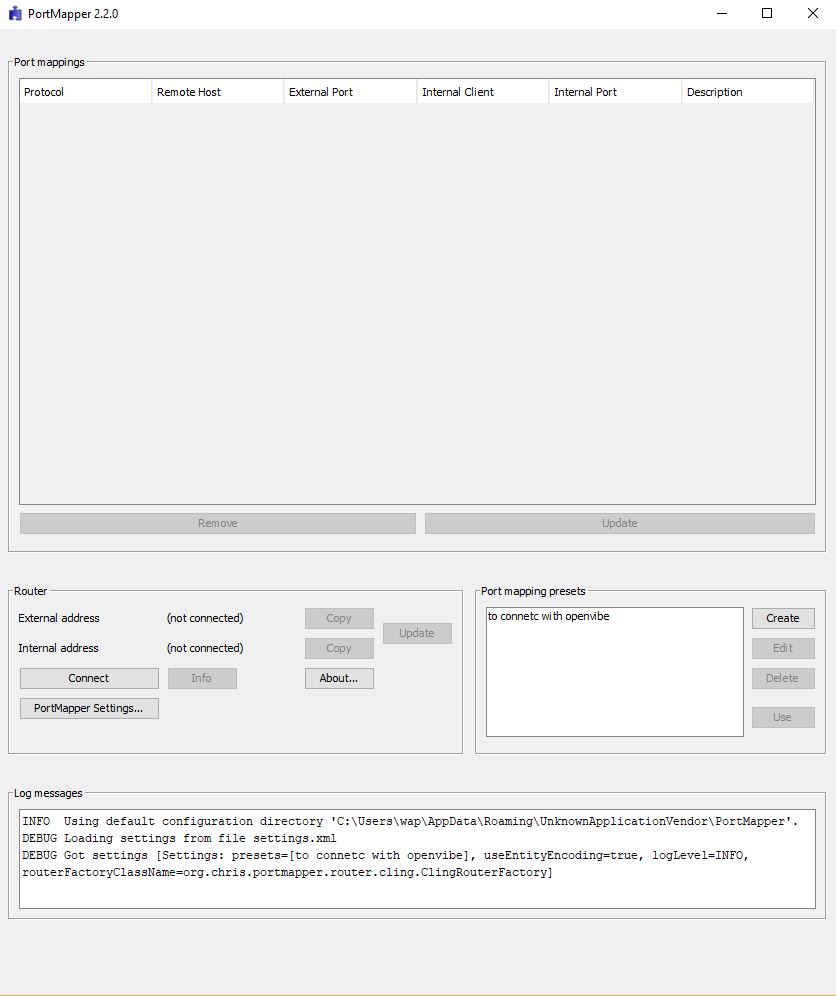 PortMapper 2.2.0
Port mappings
Protocol Remote Host External Port Internal Client Internal Port Description
Remove Update
Router
External address (not connected) Copy
Update
Internal address (not connected) Copy
Connect Info About...
PortMapper Settings...
Port mapping presets
to connetc with openvibe
Create
Edit
Delete
Use
Log messages
INFO  Using default configuration directory 'C:\Users\wap\AppData\Roaming\UnknownApplicationVendor\PortMapper'.
DEBUG Loading settings from file settings.xml
DEBUG Got settings [Settings: presets=[to connetc with openvibe], useEntityEncoding=true, logLevel=INFO,
routerFactoryClassName=org.chris.portmapper.router.cling.ClingRouterFactory]